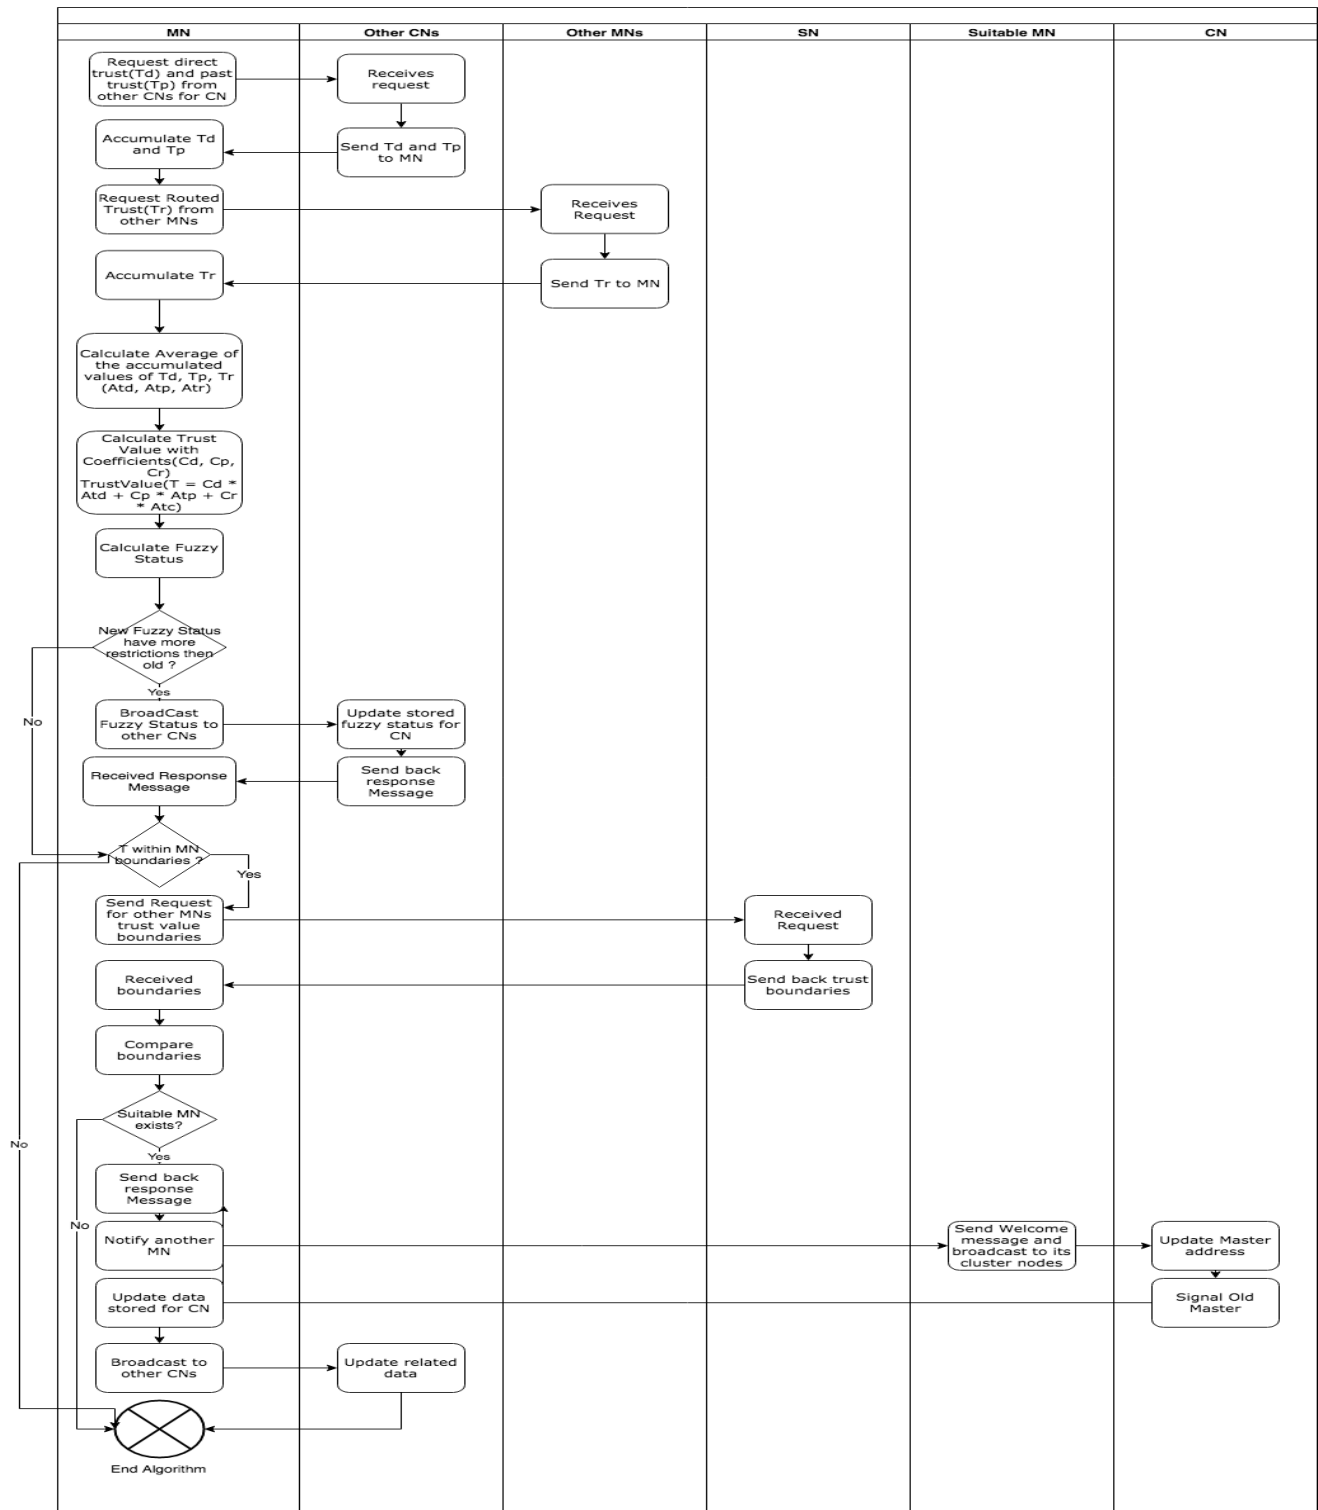 MN
Other CNs
Other MNs
SN
Suitable MN
CN
Request direct
trust(Td) and past
trust(Tp) from
other CNs for CN
Receives
request
Accumulate Td
and Tp
Send Td and Tp
to MN
Request Routed
Trust(Tr) from
other MNs
Receives
Request
Accumulate Tr
Send Tr to MN
Calculate Average of
the accumulated
values of Td, Tp, Tr
(Atd, Atp, Atr)
Calculate Trust
Value with
Coefficients(Cd, Cp,
Cr)
TrustValue(T = Cd *
Atd + Cp * Atp + Cr
* Atc)
Calculate Fuzzy
Status
New Fuzzy Status
have more
restrictions then
old ?
Yes
No
BroadCast
Fuzzy Status to
other CNs
Update stored
fuzzy status for
CN
Received Response
Message
Send back
response
Message
T within MN
boundaries ?
Yes
Send Request
for other MNs
trust value
boundaries
Received
Request
Received
boundaries
Send back trust
boundaries
Compare
boundaries
Suitable MN
exists?
No
Yes
Send back
response
Message
No
Notify another
MN
Send Welcome
message and
broadcast to its
cluster nodes
Update Master
address
Update data
stored for CN
Signal Old
Master
Broadcast to
other CNs
Update related
data
End Algorithm